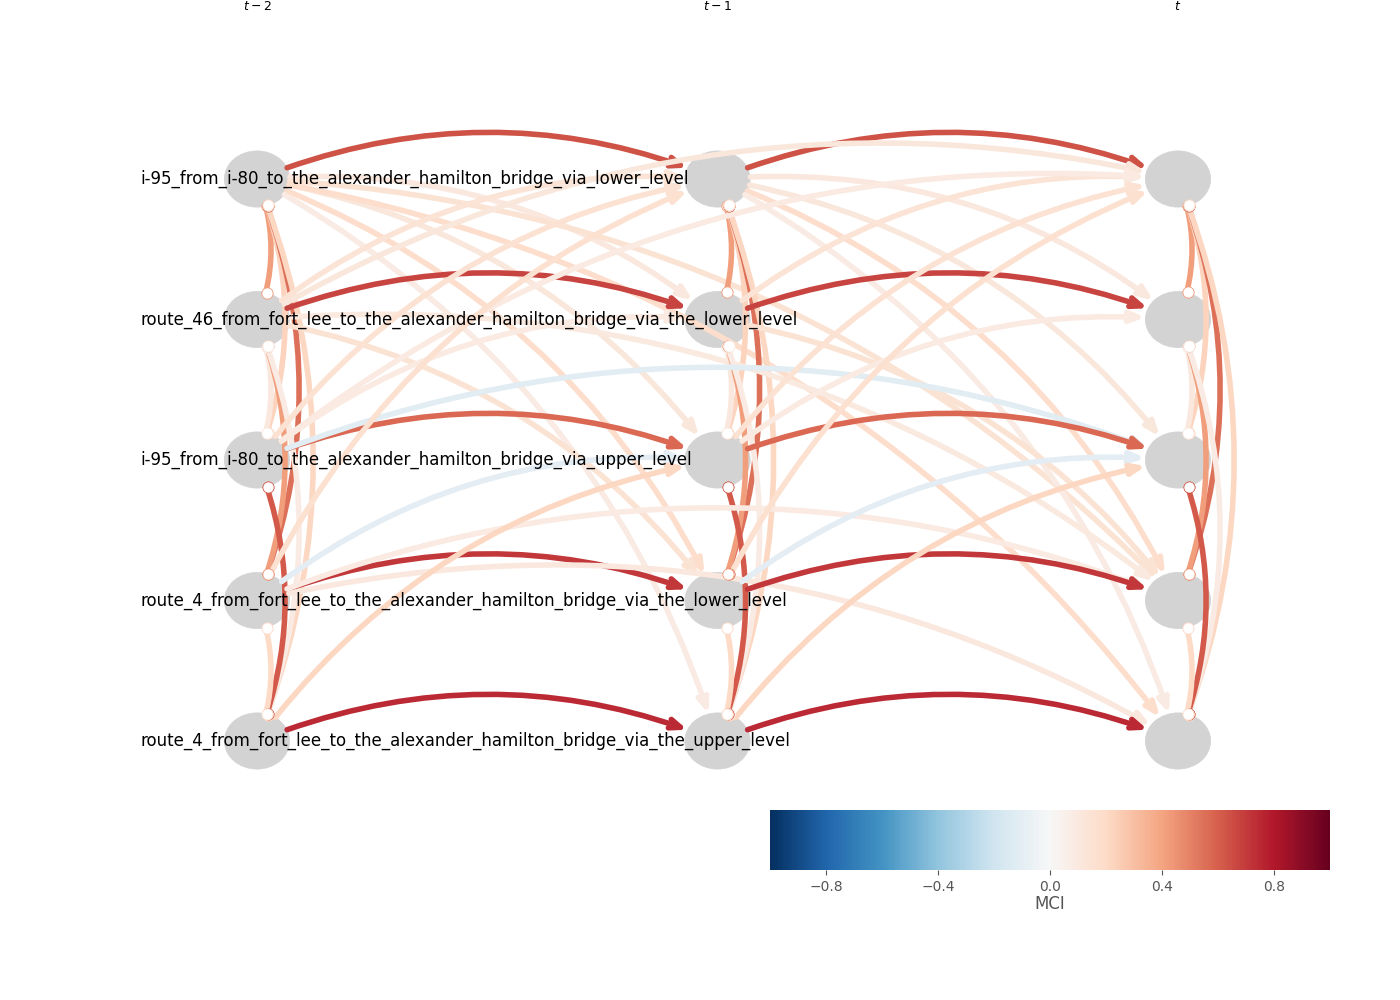 t − 2
t − 1
t
i-95_from_i-80_to_the_alexander_hamilton_bridge_via_lower_level
route_46_from_fort_lee_to_the_alexander_hamilton_bridge_via_the_lower_level
i-95_from_i-80_to_the_alexander_hamilton_bridge_via_upper_level
route_4_from_fort_lee_to_the_alexander_hamilton_bridge_via_the_lower_level
route_4_from_fort_lee_to_the_alexander_hamilton_bridge_via_the_upper_level
−0.8 −0.4 0.0 0.4 0.8
MCI